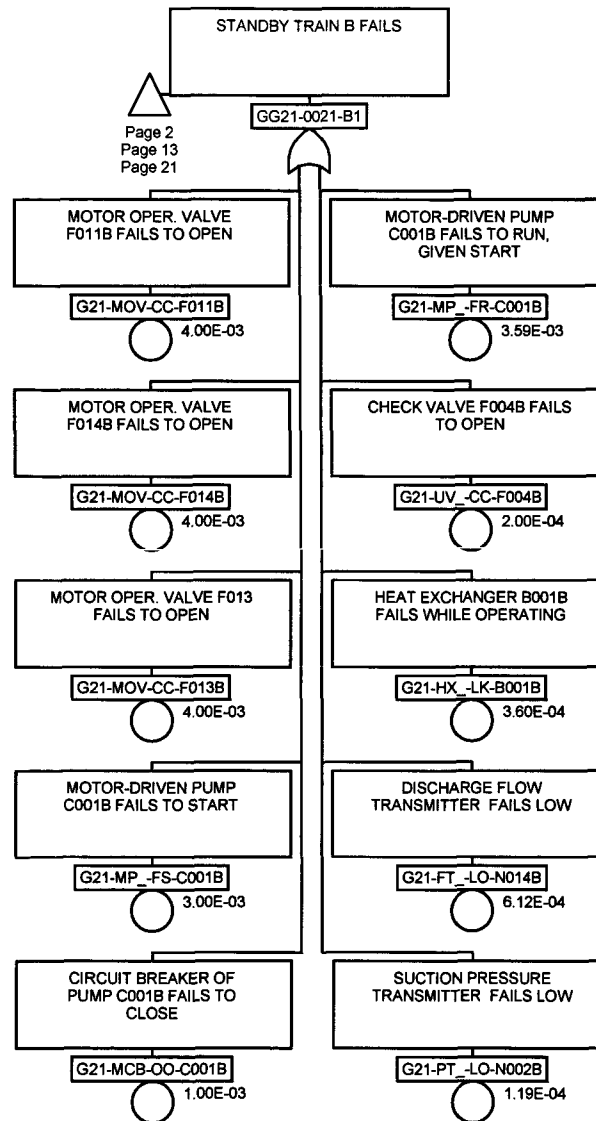 STANDBY TRAIN B FAILS
Page 2
Page 13
Page 21
GG21-0021-B1
MOTOR OPER. VALVE
F011B FAILS TO OPEN
G21-MOV-CC-F011B
4.00E-03
MOTOR-DRIVEN PUMP
C001B FAILS TO RUN,
GIVEN START
G21-MP_-FR-C001B
3.59E-03
MOTOR OPER. VALVE
F014B FAILS TO OPEN
G21-MOV-CC-F014B
4.00E-03
CHECK VALVE F004B FAILS
TO OPEN
G21-UV_-CC-F004B
2.00E-04
MOTOR OPER. VALVE F013
FAILS TO OPEN
G21-MOV-CC-F013B
4.00E-03
HEAT EXCHANGER B001B
FAILS WHILE OPERATING
G21-HX_-LK-B001B
3.60E-04
MOTOR-DRIVEN PUMP
C001B FAILS TO START
G21-MP_-FS-C001B
3.00E-03
DISCHARGE FLOW
TRANSMITTER FAILS LOW
G21-FT_-LO-N014B
6.12E-04
CIRCUIT BREAKER OF
PUMP C001B FAILS TO
CLOSE
G21-MCB-OO-C001B
1.00E-03
SUCTION PRESSURE
TRANSMITTER FAILS LOW
G21-PT_-LO-N002B
1.19E-04